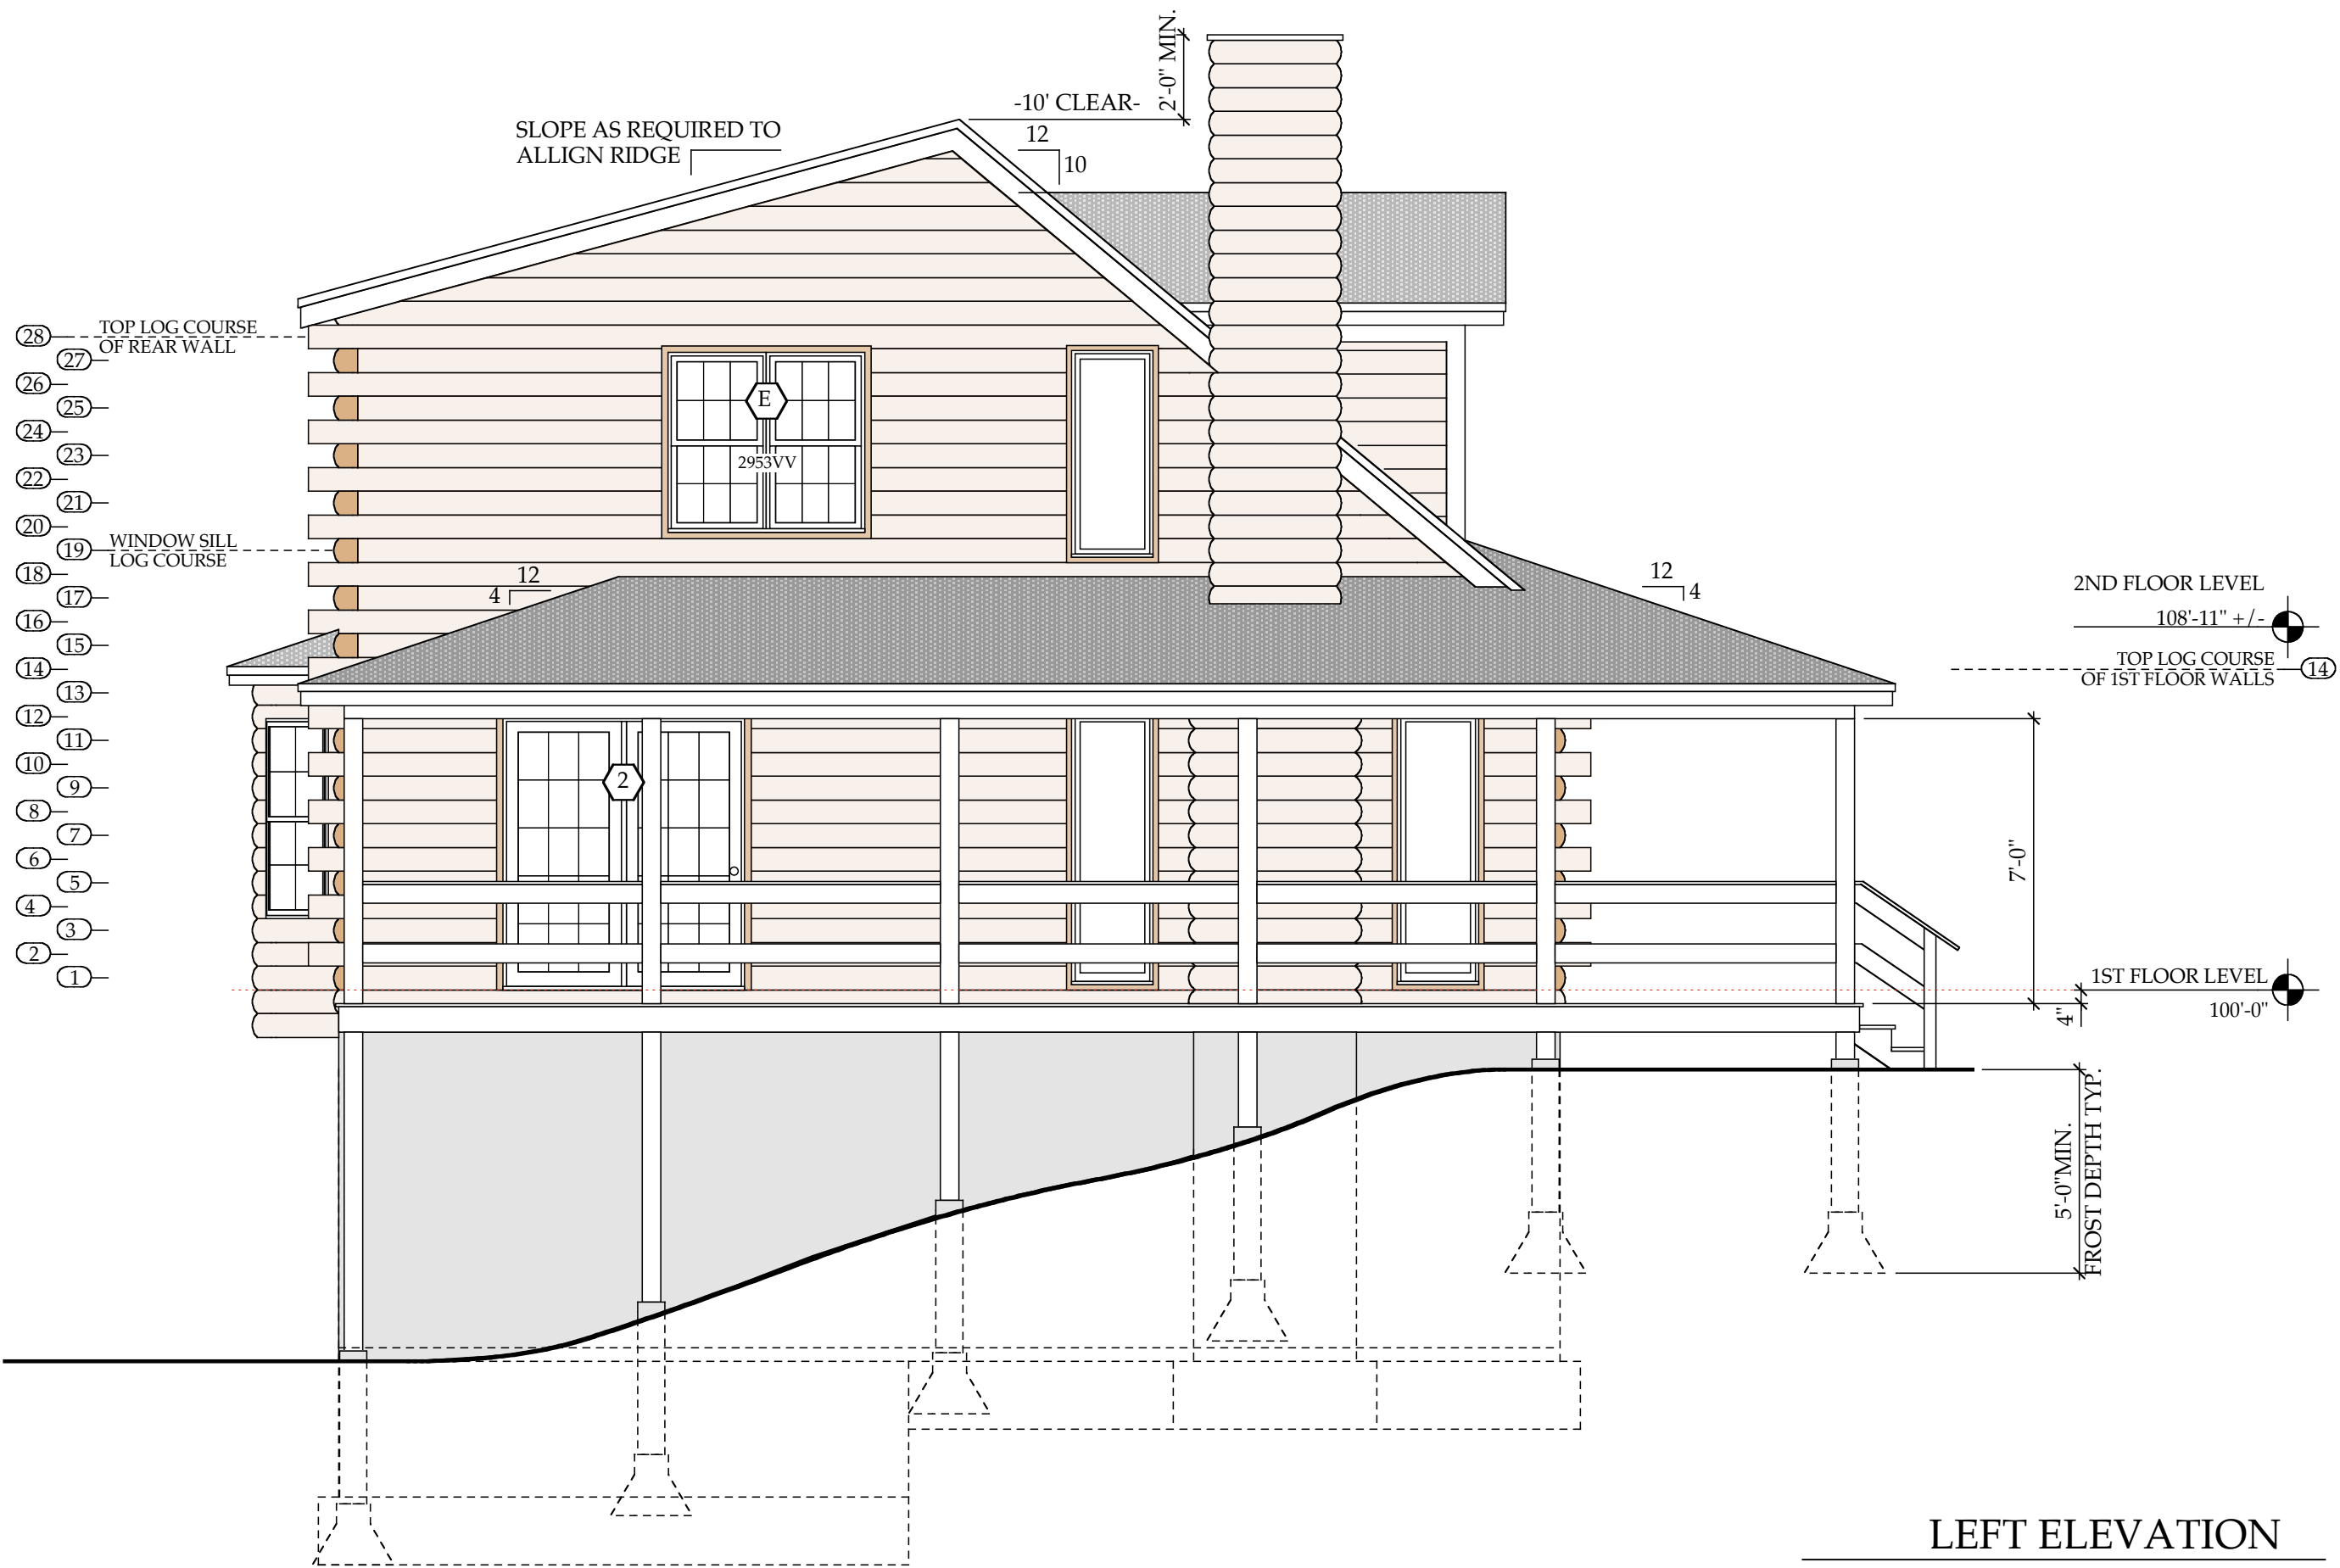 2'-0" MIN.
-10' CLEAR-
SLOPE AS REQUIRED TO
ALLIGN RIDGE
12
10
28
TOP LOG COURSE
OF REAR WALL
27
26
25
24
23
22
21
20
19
WINDOW SILL
LOG COURSE
18
17
16
15
14
13
12
11
10
9
8
7
6
5
4
3
2
1
E
2953VV
12
4
12
4
2ND FLOOR LEVEL
108'-11" +/-
TOP LOG COURSE
OF 1ST FLOOR WALLS
14
2
7'-0"
1ST FLOOR LEVEL
100'-0"
4"
5'-0"MIN.
FROST DEPTH TYP.
LEFT ELEVATION